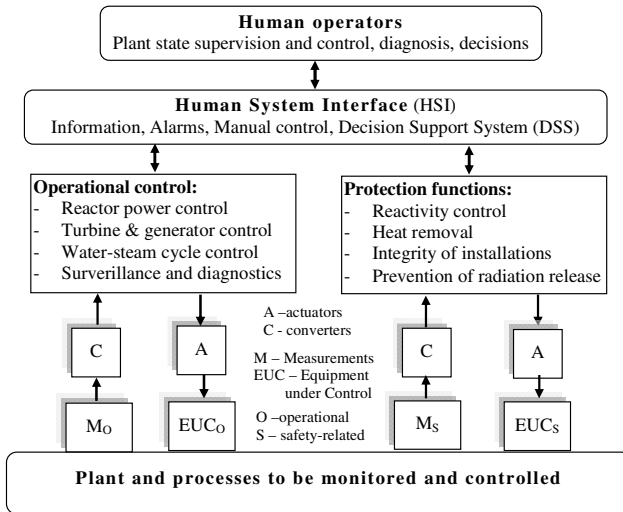 Human operators
Plant state supervision and control, diagnosis, decisions
Human System Interface (HSI)
Information, Alarms, Manual control, Decision Support System (DSS)
Operational control:
- Reactor power control
- Turbine & generator control
- Water-steam cycle control
- Surverillance and diagnostics
Protection functions:
- Reactivity control
- Heat removal
- Integrity of installations
- Prevention of radiation release
C
A
A –actuators
C - converters
M – Measurements
EUC – Equipment
under Control
O –operational
S – safety-related
C
A
MO
EUCO
MS
EUCS
Plant and processes to be monitored and controlled